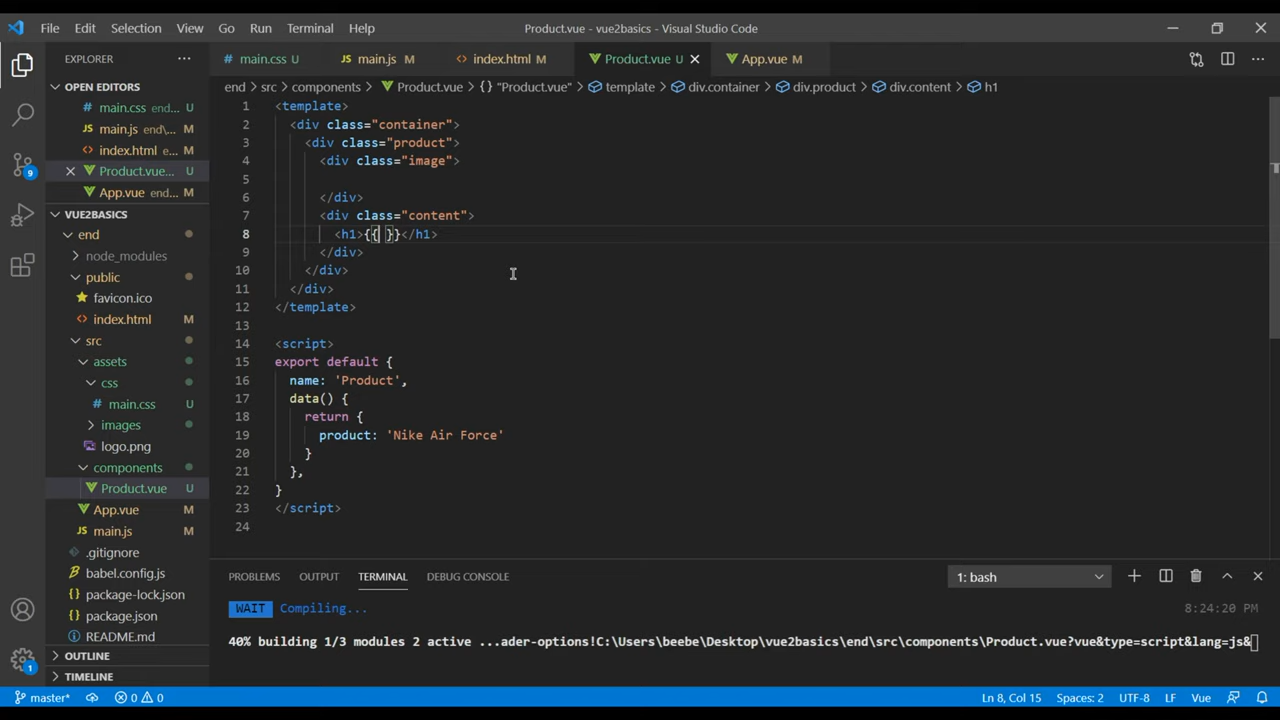 File Edit Selection View Go Run Terminal Help
Product.vue - vue2basics - Visual Studio Code
EXPLORER
OPEN EDITORS
main.css end...
U
main.js end\...
M
index.html e...
M
Product.vue...
U
App.vue end...
M
VUE2BASICS
end
node_modules
public
favicon.ico
index.html
M
src
assets
css
main.css
U
images
logo.png
components
Product.vue
U
App.vue
M
main.js
M
.gitignore
babel.config.js
package-lock.json
package.json
README.md
OUTLINE
TIMELINE
9
1
main.css U
main.js M
index.html M
Product.vue U
App.vue M
end > src > components > Product.vue > {} "Product.vue" > template > div.container > div.product > div.content > h1
1 <template>
2 <div class="container">
3 <div class="product">
4 <div class="image">
5
6 </div>
7 <div class="content">
8 <h1>{{ }}</h1>
9 </div>
10 </div>
11 </div>
12 </template>
13
14 <script>
15 export default {
16 name: 'Product',
17 data() {
18 return {
19 product: 'Nike Air Force'
20 }
21 },
22 }
23 </script>
24
PROBLEMS OUTPUT TERMINAL DEBUG CONSOLE
1: bash
WAIT Compiling...
8:24:20 PM
40% building 1/3 modules 2 active ...ader-options!C:\Users\beebe\Desktop\vue2basics\end\src\components\Product.vue?vue&type=script&lang=js&
master*
0 0
Ln 8, Col 15
Spaces: 2
UTF-8
LF
Vue